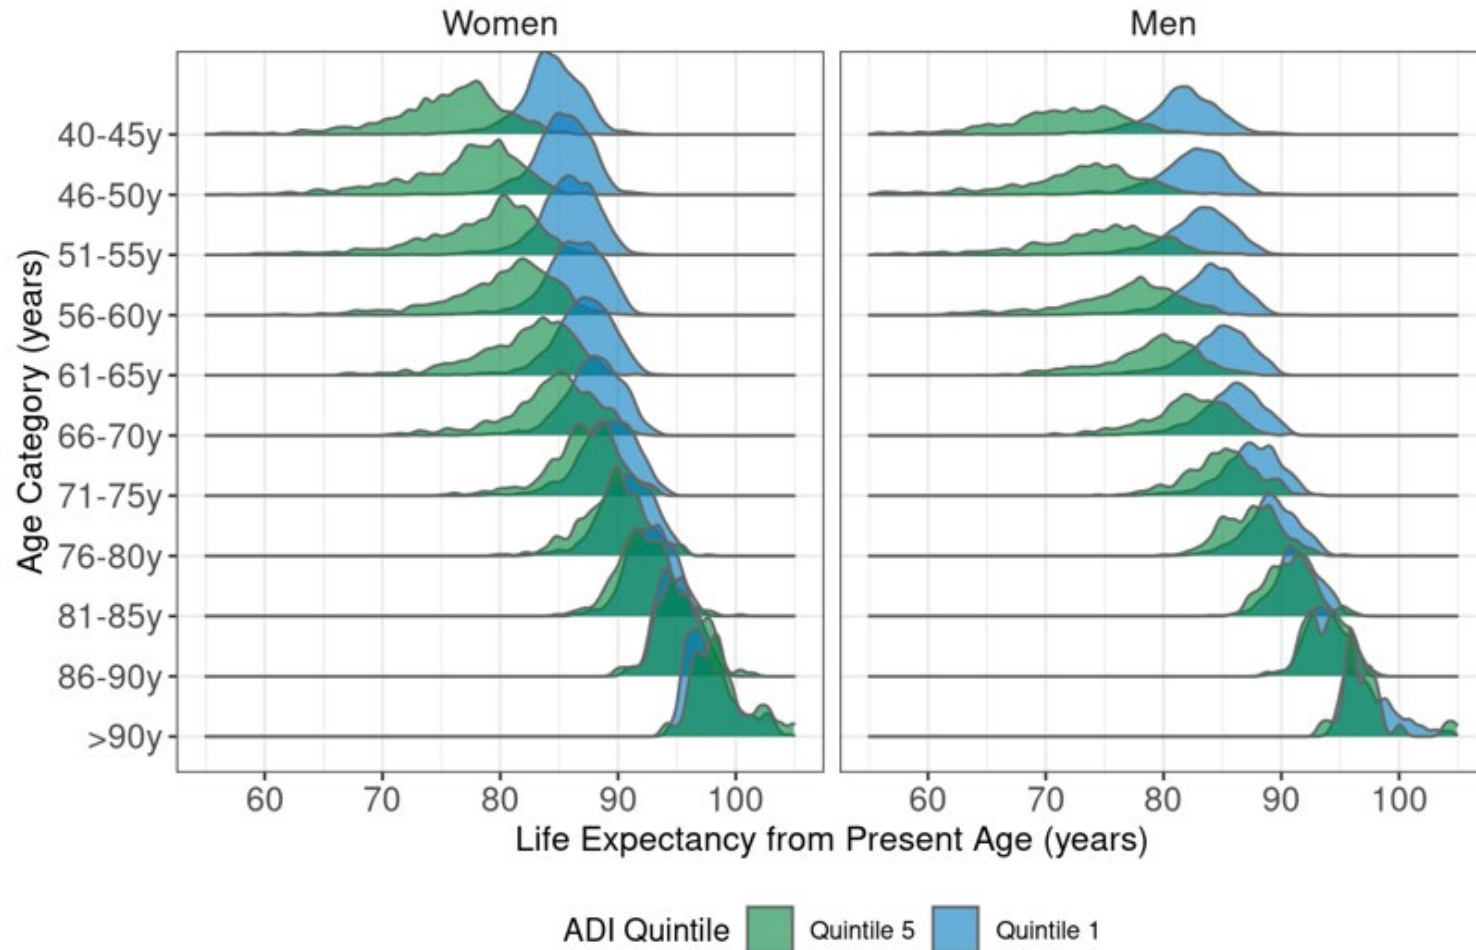 Women
Men
Age Category (years)
40-45y
46-50y
51-55y
56-60y
61-65y
66-70y
71-75y
76-80y
81-85y
86-90y
>90y
60 70 80 90 100
60 70 80 90 100
Life Expectancy from Present Age (years)
ADI Quintile Quintile 5 Quintile 1